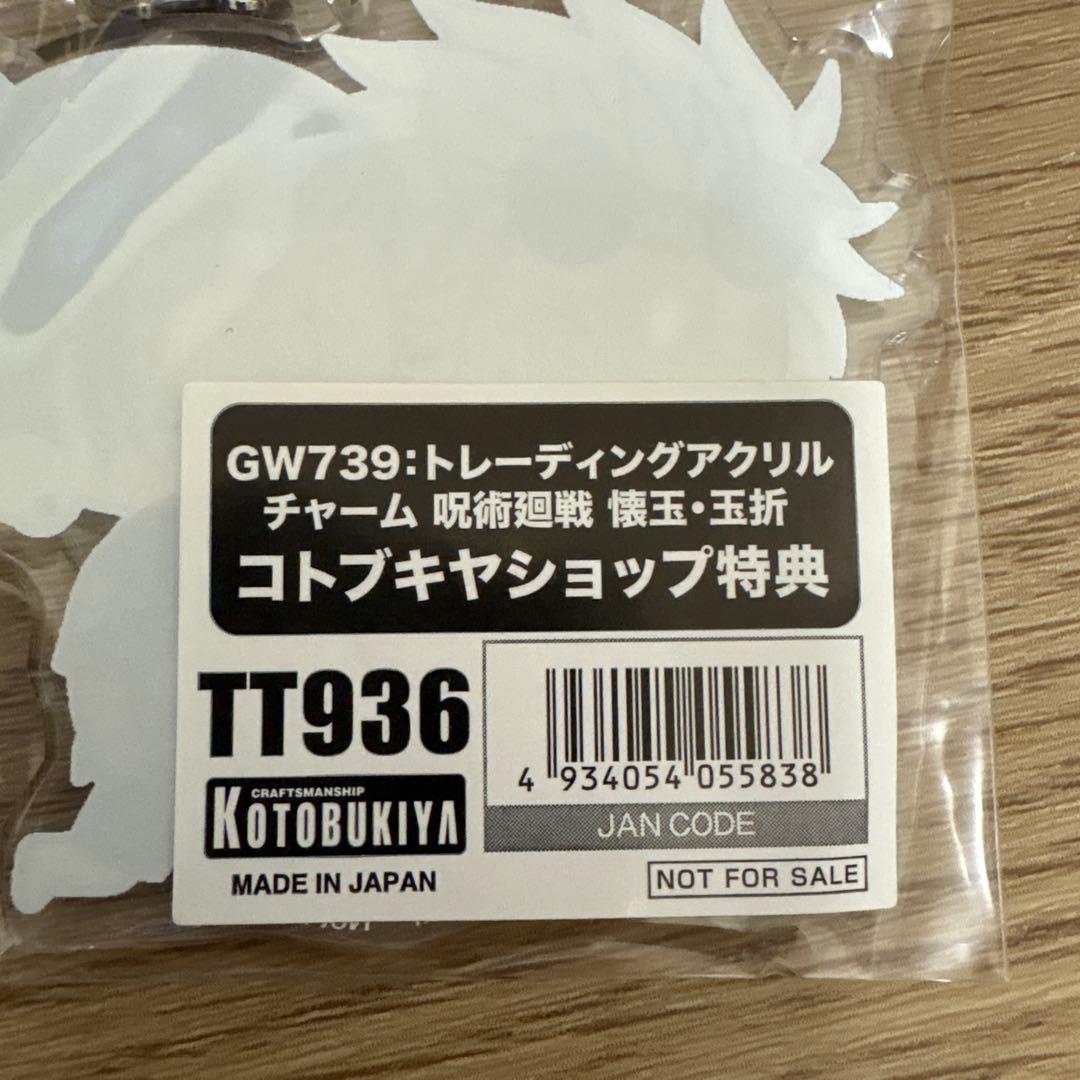 GW739:トレーディングアクリル
チャーム 呪術廻戦 懐玉・玉折
コトブキヤショップ特典
TT936
CRAFTSMANSHIP
KOTOBUKIYA
MADE IN JAPAN
4 934054 055838
JAN CODE
NOT FOR SALE